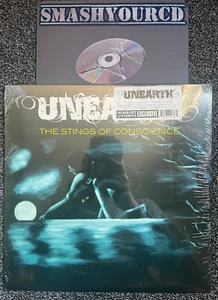 SMASHYOURCD
UNEARTH
UNEARTH
THE STINGS OF CONSCIENCE